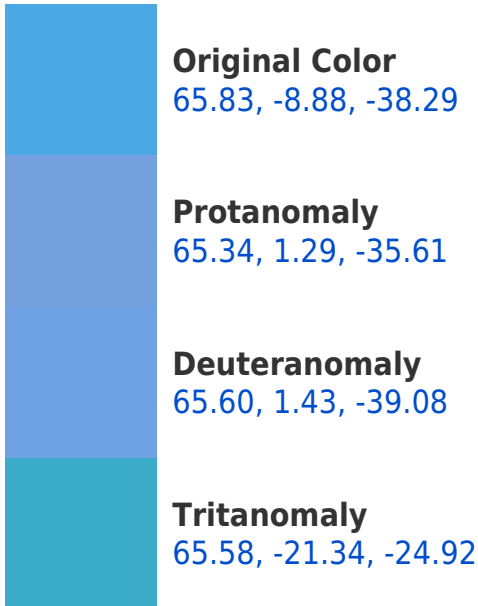 Original Color
65.83, -8.88, -38.29
Protanomaly
65.34, 1.29, -35.61
Deuteranomaly
65.60, 1.43, -39.08
Tritanomaly
65.58, -21.34, -24.92